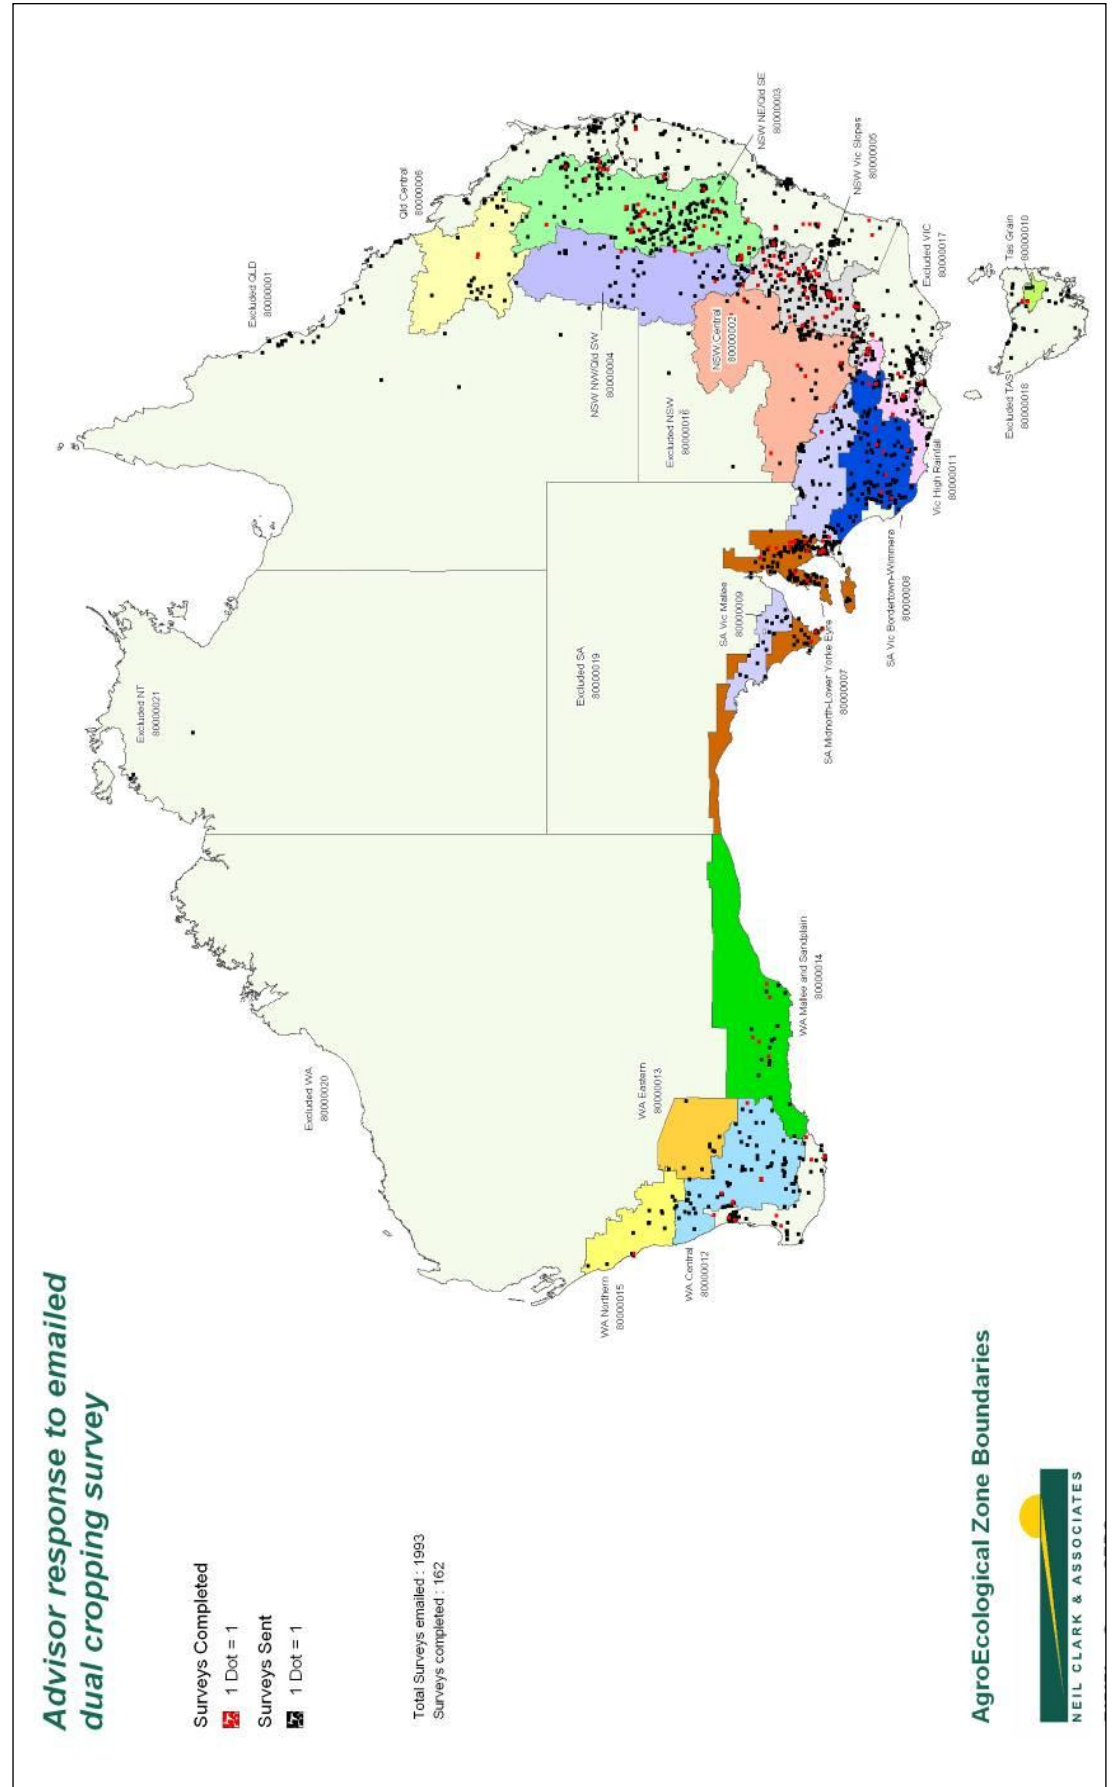 Advisor response to emailed
dual cropping survey
Surveys Completed
1 Dot = 1
Surveys Sent
1 Dot = 1
Total Surveys emailed : 1993
Surveys completed : 162
Excluded WA
80000020
Excluded NT
80000021
Excluded SA
80000019
Excluded QLD
80000001
Qld Central
80000006
NSW NE/Qld SE
80000003
NSW NW/Qld SW
80000004
Excluded NSW
80000016
NSW Central
80000002
NSW Vic Slopes
80000005
Excluded VIC
80000017
Tas Grain
80000010
Excluded TAS
80000018
Vic High Rainfall
80000011
SA Vic Bordertown-Wimmera
80000008
SA Vic Mallee
80000009
SA Midnorth-Lower Yorke Eyre
80000007
WA Mallee and Sandplain
80000014
WA Eastern
80000013
WA Northern
80000015
WA Central
80000012
AgroEcological Zone Boundaries
NEIL CLARK & ASSOCIATES